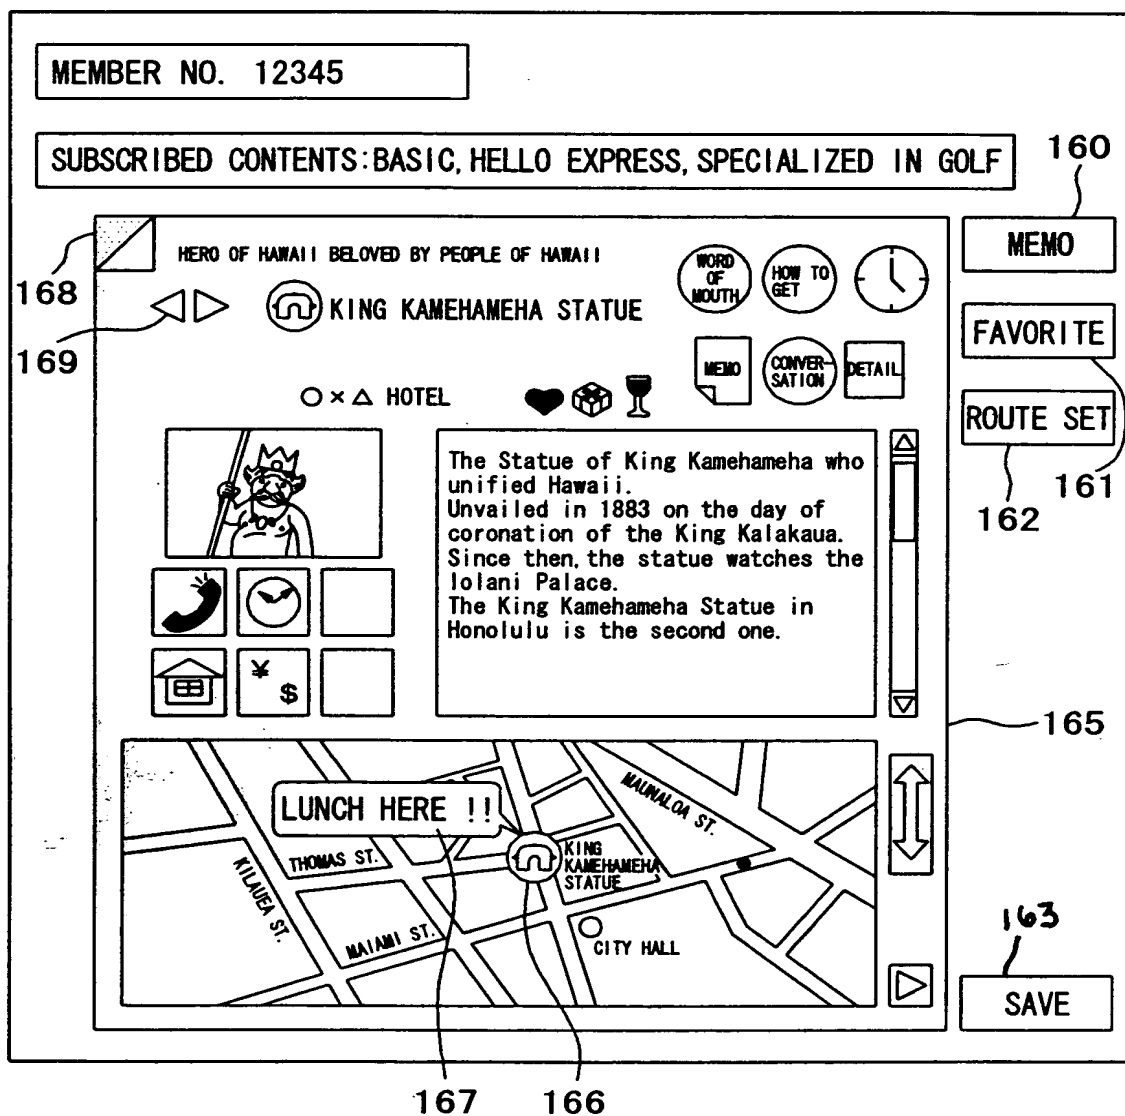 MEMBER NO. 12345
SUBSCRIBED CONTENTS:BASIC, HELLO EXPRESS, SPECIALIZED IN GOLF
160
MEMO
168
HERO OF HAWAII BELOVED BY PEOPLE OF HAWAII
WORD
OF
MOUTH
HOW TO
GET
169
KING KAMEHAMEHA STATUE
FAVORITE
MEMO
CONVER-
SATION
DETAIL
○×△ HOTEL
ROUTE SET
161
162
The Statue of King Kamehameha who
unified Hawaii.
Unvailed in 1883 on the day of
coronation of the King Kalakaua.
Since then, the statue watches the
Iolani Palace.
The King Kamehameha Statue in
Honolulu is the second one.
¥
$
165
LUNCH HERE !!
MAUNALOA ST.
THOMAS ST.
KING
KAMEHAMEHA
STATUE
KILAUEA ST.
MAIAMI ST.
CITY HALL
163
SAVE
167
166